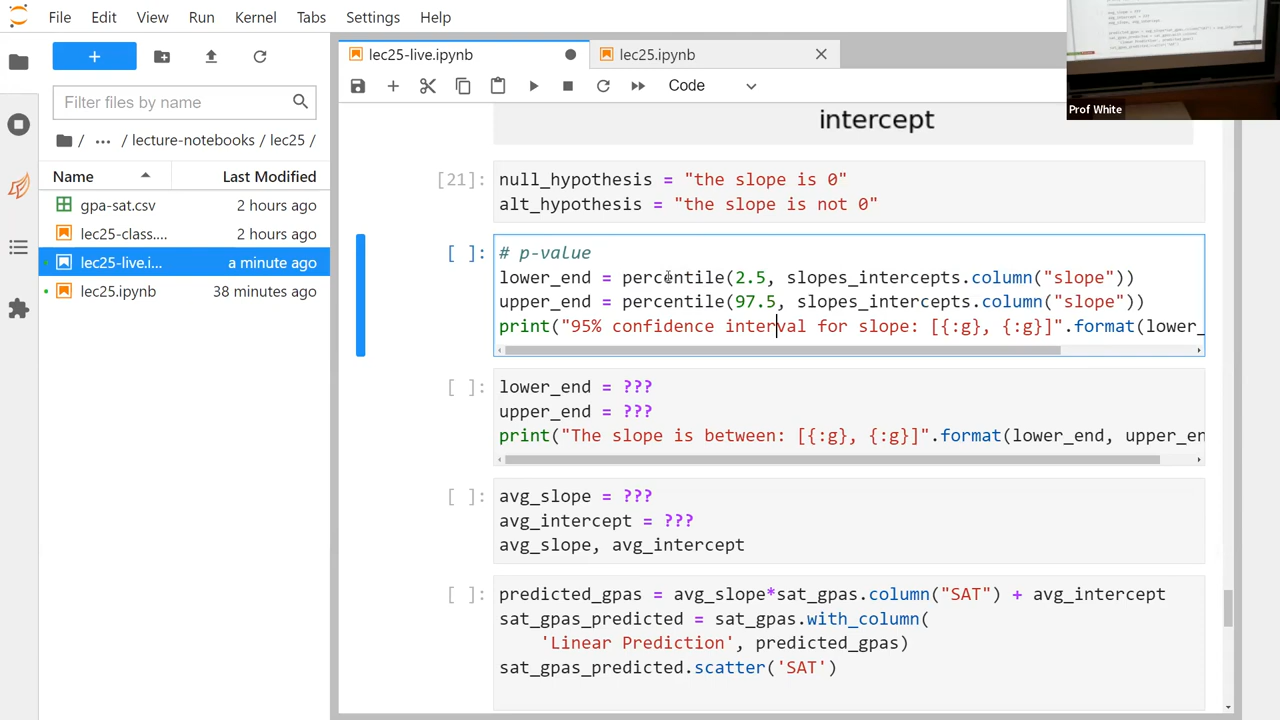 File Edit View Run Kernel Tabs Settings Help
lec25-live.ipynb
lec25.ipynb
Code
Filter files by name
/ ... / lecture-notebooks / lec25 /
Name Last Modified
gpa-sat.csv 2 hours ago
lec25-class.... 2 hours ago
lec25-live.i... a minute ago
lec25.ipynb 38 minutes ago
Prof White
intercept
[21]: null_hypothesis = "the slope is 0"
alt_hypothesis = "the slope is not 0"
[ ]: # p-value
lower_end = percentile(2.5, slopes_intercepts.column("slope"))
upper_end = percentile(97.5, slopes_intercepts.column("slope"))
print("95% confidence interval for slope: [{:g}, {:g}]".format(lower_
[ ]: lower_end = ???
upper_end = ???
print("The slope is between: [{:g}, {:g}]".format(lower_end, upper_en
[ ]: avg_slope = ???
avg_intercept = ???
avg_slope, avg_intercept
[ ]: predicted_gpas = avg_slope*sat_gpas.column("SAT") + avg_intercept
sat_gpas_predicted = sat_gpas.with_column(
'Linear Prediction', predicted_gpas)
sat_gpas_predicted.scatter('SAT')